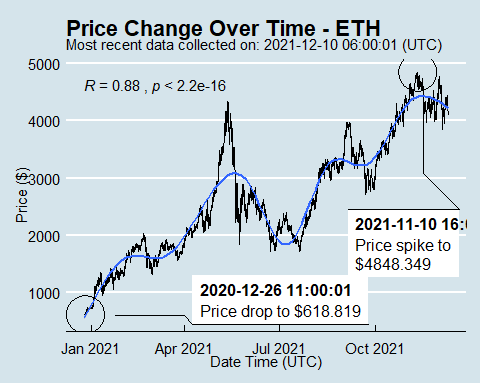 Price Change Over Time - ETH
Most recent data collected on: 2021-12-10 06:00:01 (UTC)
R = 0.88 , p < 2.2e-16
Price ($)
5000
4000
3000
2000
1000
2021-11-10 16:
Price spike to
$4848.349
2020-12-26 11:00:01
Price drop to $618.819
Jan 2021
Apr 2021
Jul 2021
Oct 2021
Date Time (UTC)